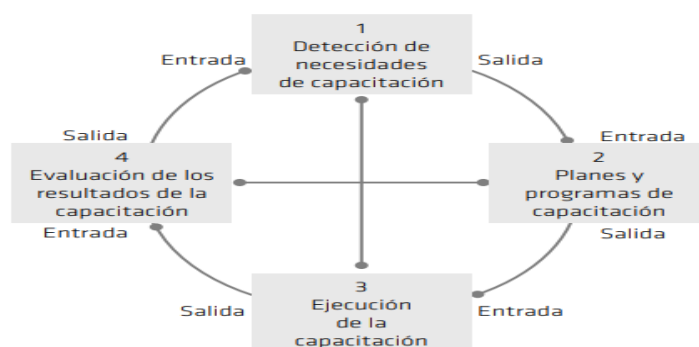 1
Detección de
necesidades
de capacitación
Entrada
Salida
Salida
Entrada
4
Evaluación de los
resultados de la
capacitación
2
Planes y
programas de
capacitación
Entrada
Salida
Salida
Entrada
3
Ejecución
de la
capacitación